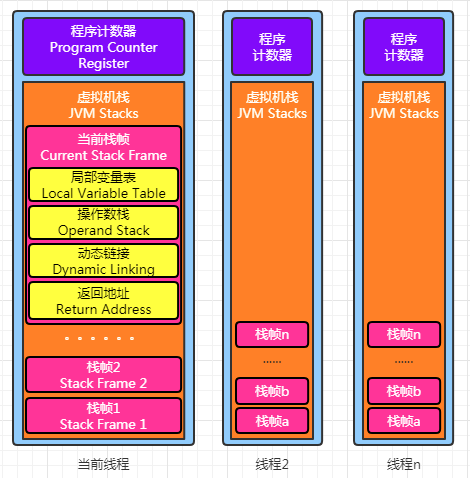 程序计数器
Program Counter
Register
虚拟机栈
JVM Stacks
当前栈帧
Current Stack Frame
局部变量表
Local Variable Table
操作数栈
Operand Stack
动态链接
Dynamic Linking
返回地址
Return Address
。。。。。。
栈帧2
Stack Frame 2
栈帧1
Stack Frame 1
当前线程
程序
计数器
虚拟机栈
JVM Stacks
栈帧n
......
栈帧b
栈帧a
线程2
程序
计数器
虚拟机栈
JVM Stacks
栈帧n
......
栈帧b
栈帧a
线程n